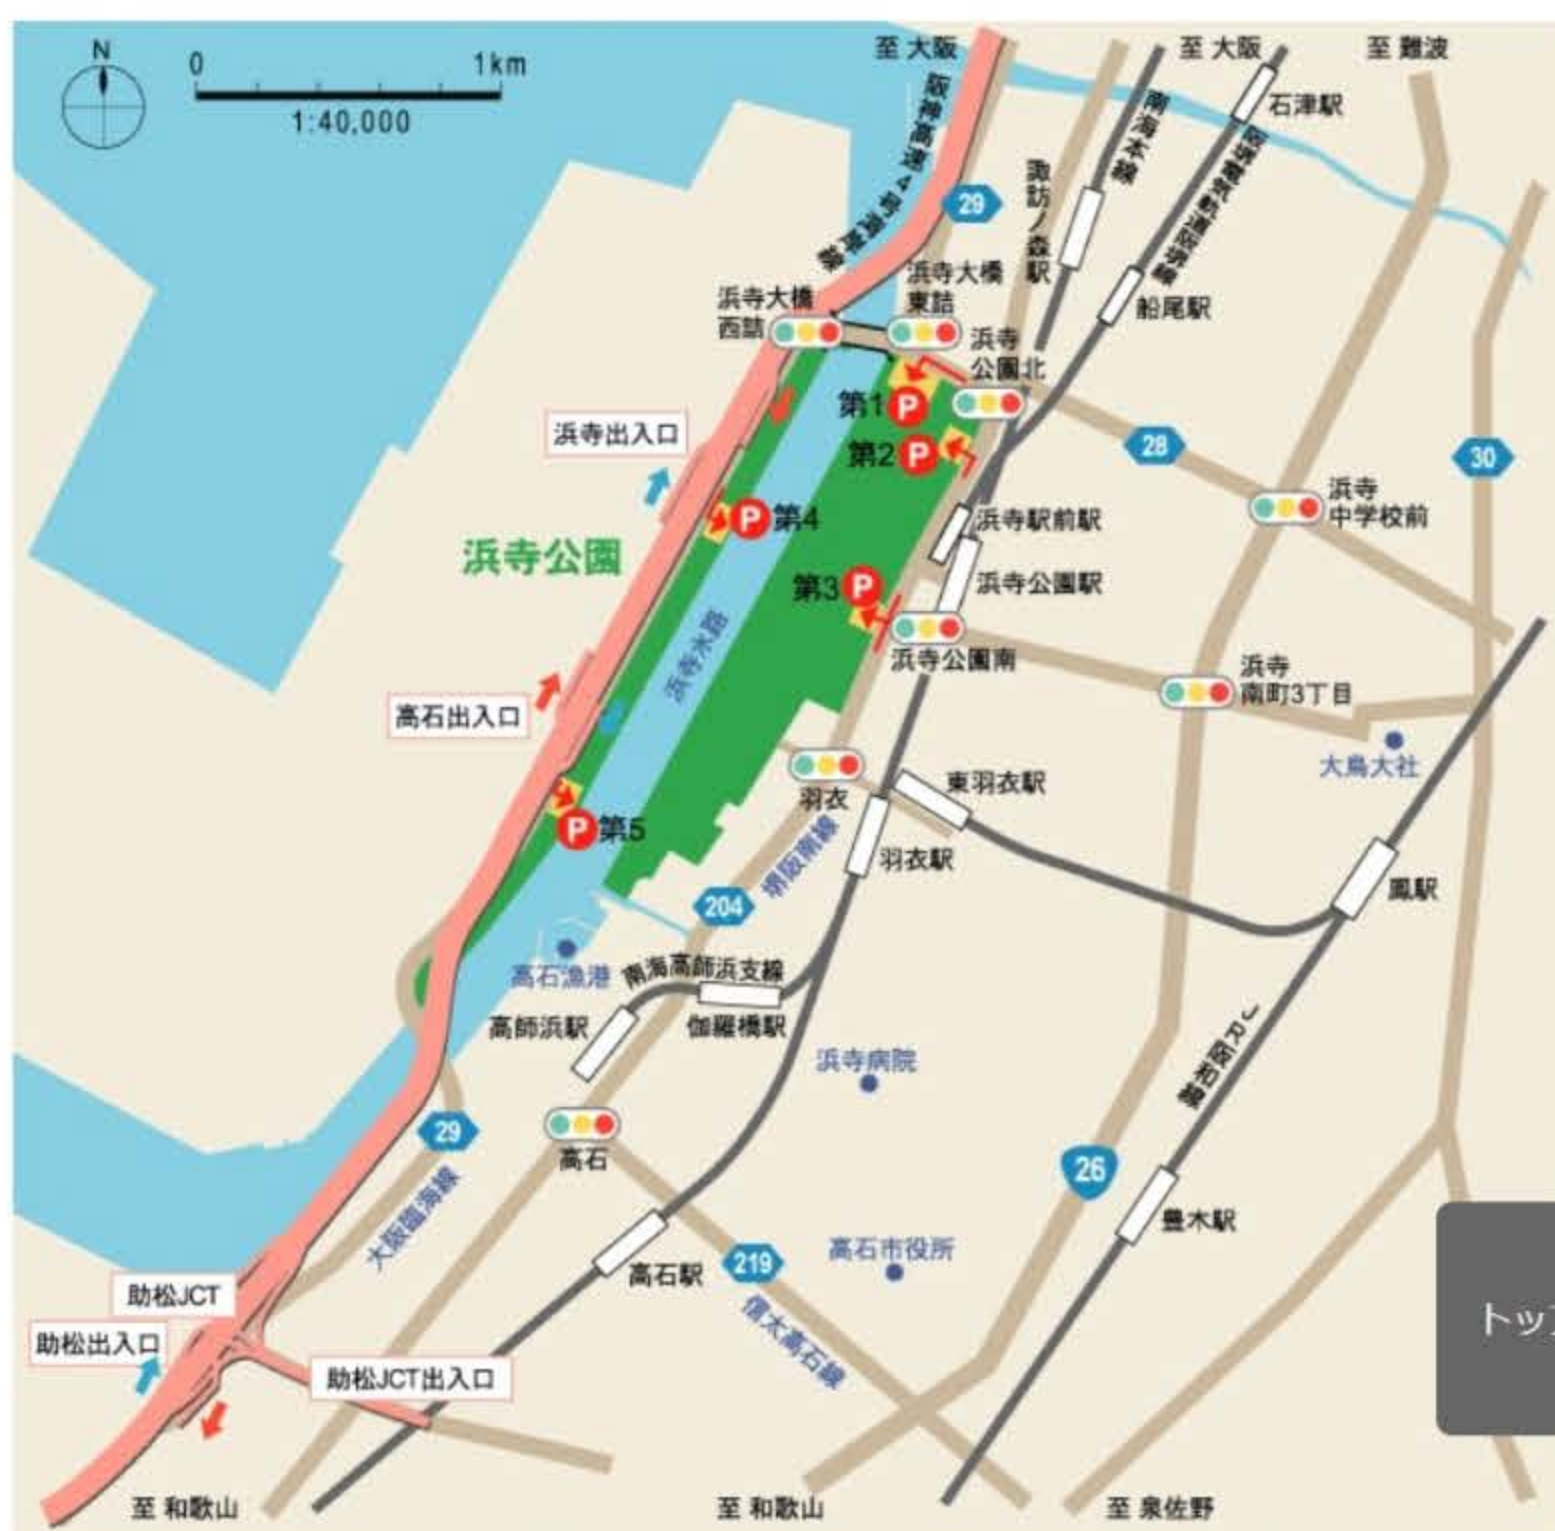 N
0
1km
1:40,000
至 大阪
至 大阪
至 難波
阪神高速4号湾岸線
南海本線
石津駅
阪堺電気軌道阪堺線
諏訪ノ森駅
29
船尾駅
浜寺大橋
西詰
浜寺大橋
東詰
浜寺
公園北
第1 P
第2 P
28
30
浜寺出入口
浜寺
中学校前
P 第4
浜寺駅前駅
浜寺公園
浜寺公園駅
第3 P
浜寺水路
浜寺公園南
浜寺
南町3丁目
高石出入口
大鳥大社
羽衣
東羽衣駅
P 第5
羽衣駅
堺阪南線
鳳駅
204
高石漁港
南海高師浜支線
高師浜駅
伽羅橋駅
浜寺病院
JR阪和線
29
高石
26
大阪臨海線
豊木駅
高石市役所
219
高石駅
助松JCT
信太高石線
助松出入口
助松JCT出入口
トップ
至 和歌山
至 和歌山
至 泉佐野